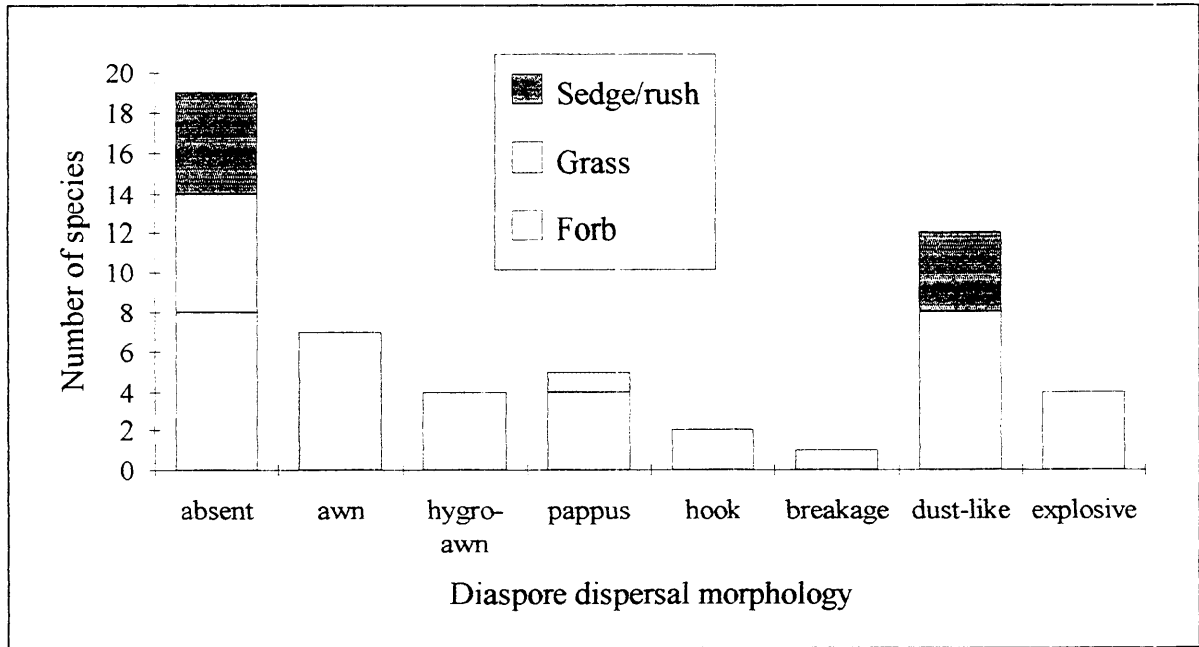 Sedge/rush
Grass
Forb
Number of species
20
18
16
14
12
10
8
6
4
2
0
absent awn hygro- pappus hook breakage dust-like explosive
awn
Diaspore dispersal morphology